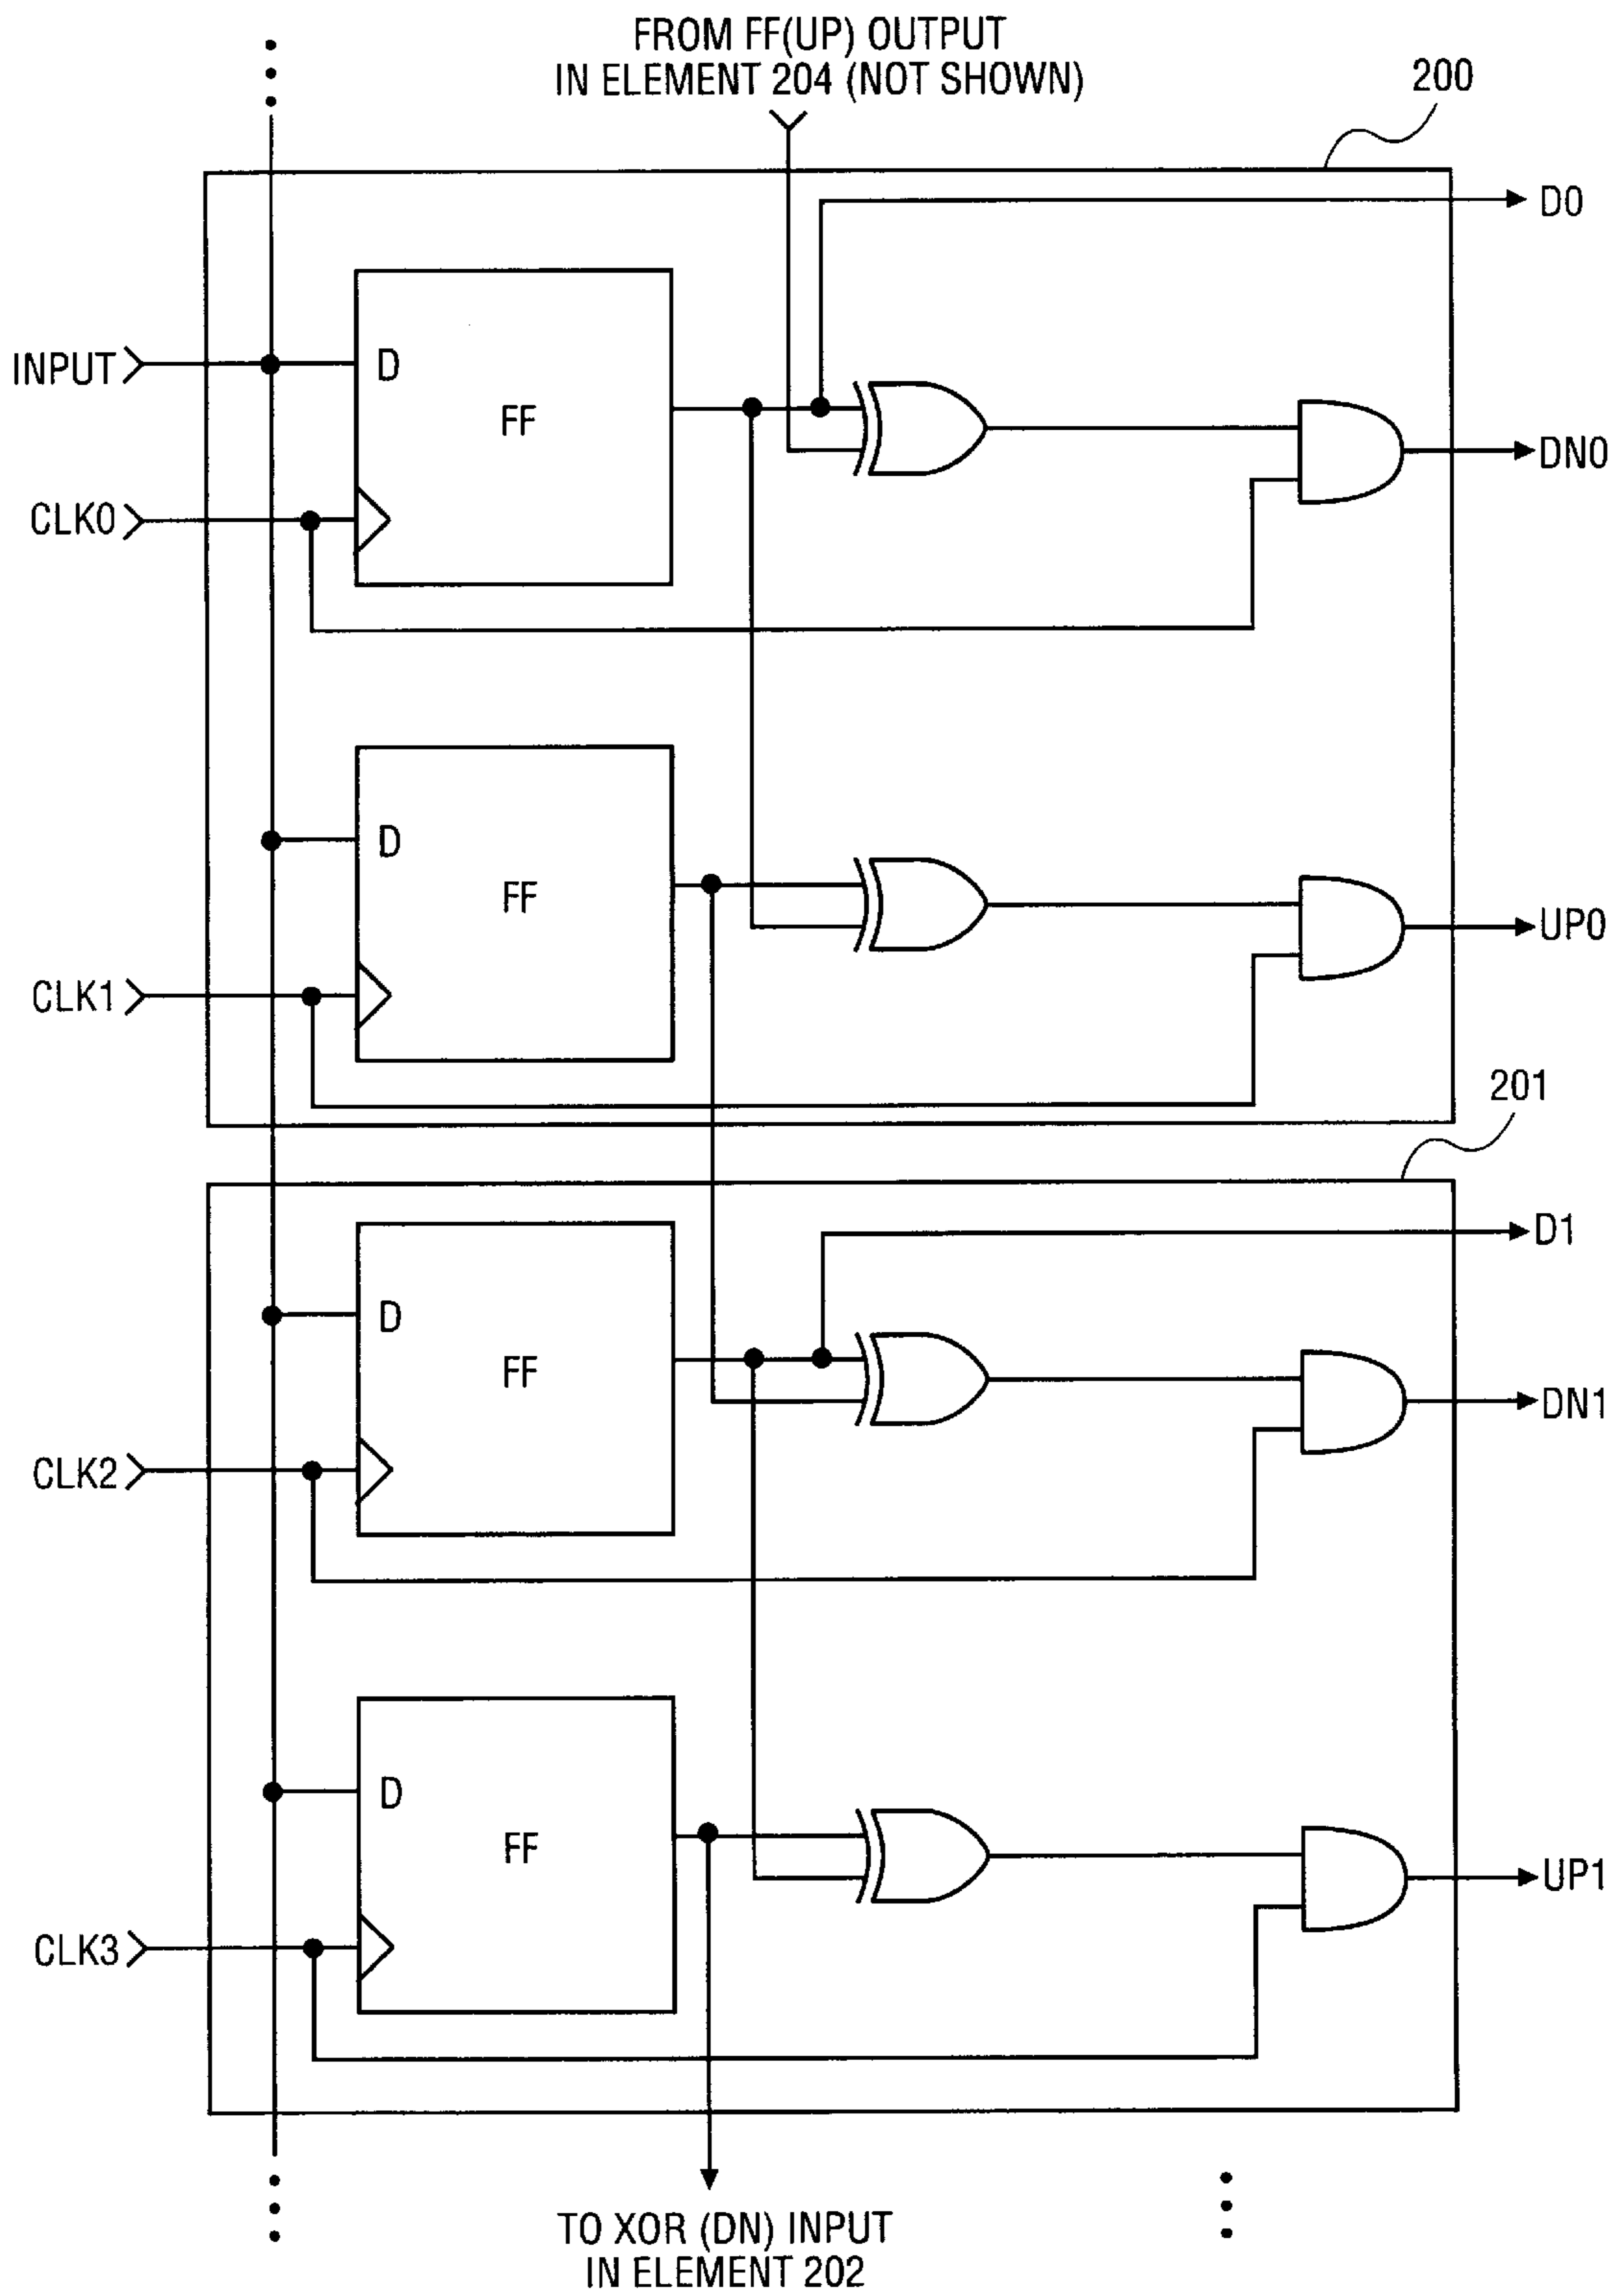 FROM FF(UP) OUTPUT
IN ELEMENT 204 (NOT SHOWN)
200
D0
INPUT
D
FF
DN0
CLK0
D
FF
UP0
CLK1
201
D1
D
FF
DN1
CLK2
D
FF
UP1
CLK3
TO XOR (DN) INPUT
IN ELEMENT 202